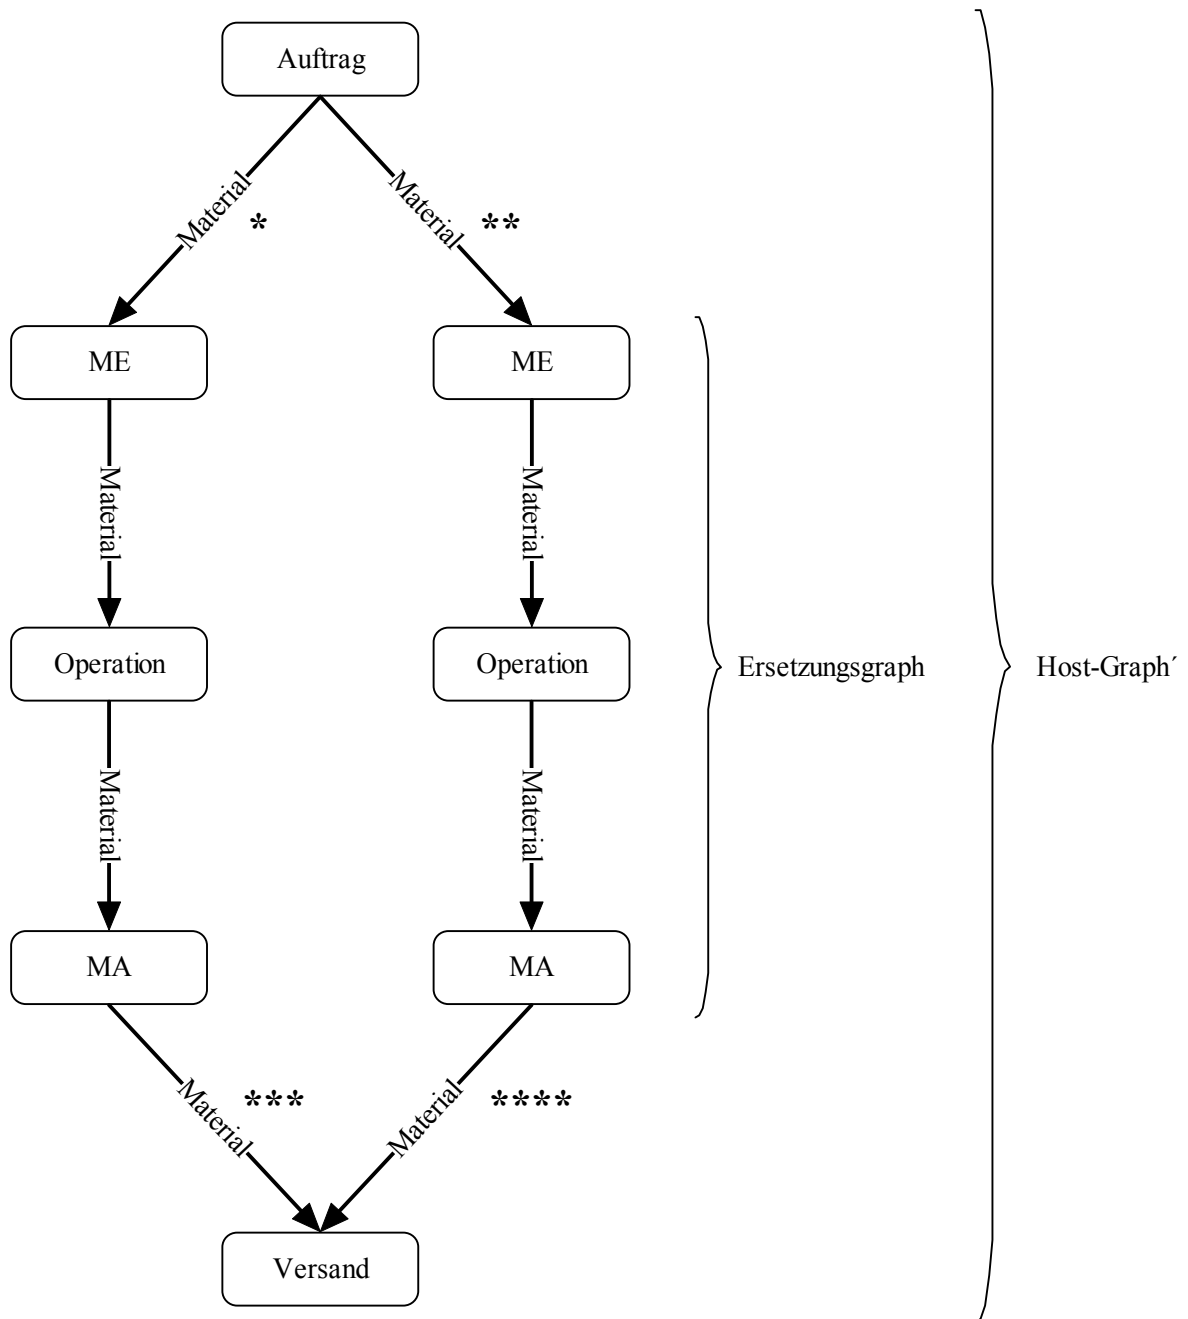 Auftrag
Material
*
Material
**
ME
ME
Material
Material
Operation
Operation
Ersetzungsgraph
Host-Graph´
Material
Material
MA
MA
Material
***
Material
****
Versand